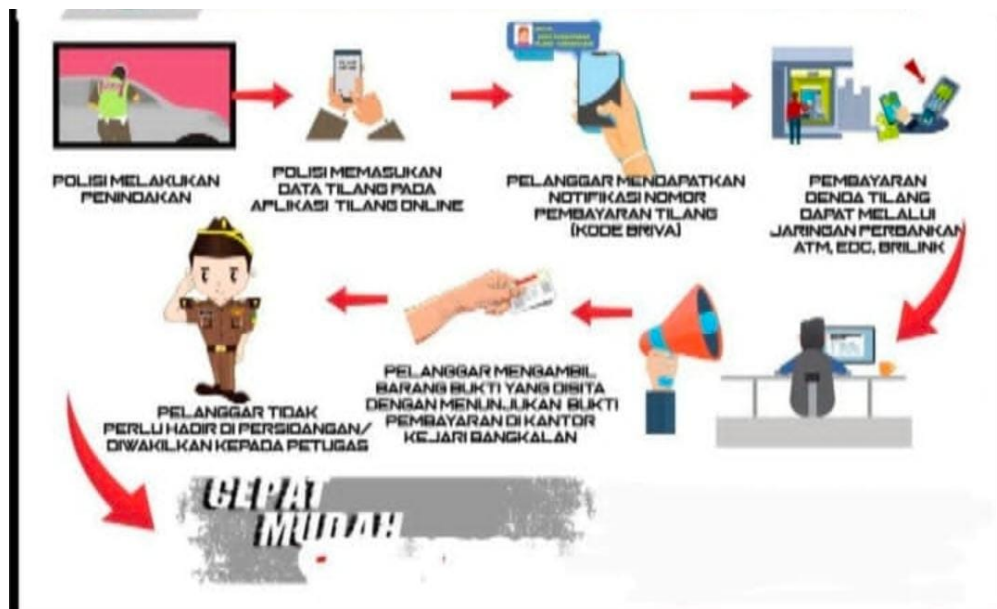 POLISI MELAKUKAN
PENINDAKAN
POLISI MEMASUKAN
DATA TILANG PADA
APLIKASI TILANG ONLINE
PELANGGAR MENDAPATKAN
NOTIFIKASI NOMOR
PEMBAYARAN TILANG
(KODE BRIVA)
PEMBAYARAN
DENDA TILANG
DAPAT MELALUI
JARINGAN PERBANKAN
ATM, EDC, BRILINK
PELANGGAR MENGAMBIL
BARANG BUKTI YANG DISITA
DENGAN MENUNJUKAN BUKTI
PEMBAYARAN DI KANTOR
KEJARI BANGKALAN
PELANGGAR TIDAK
PERLU HADIR DI PERSIDANGAN/
DIWAKILKAN KEPADA PETUGAS
CEPAT
MUDAH